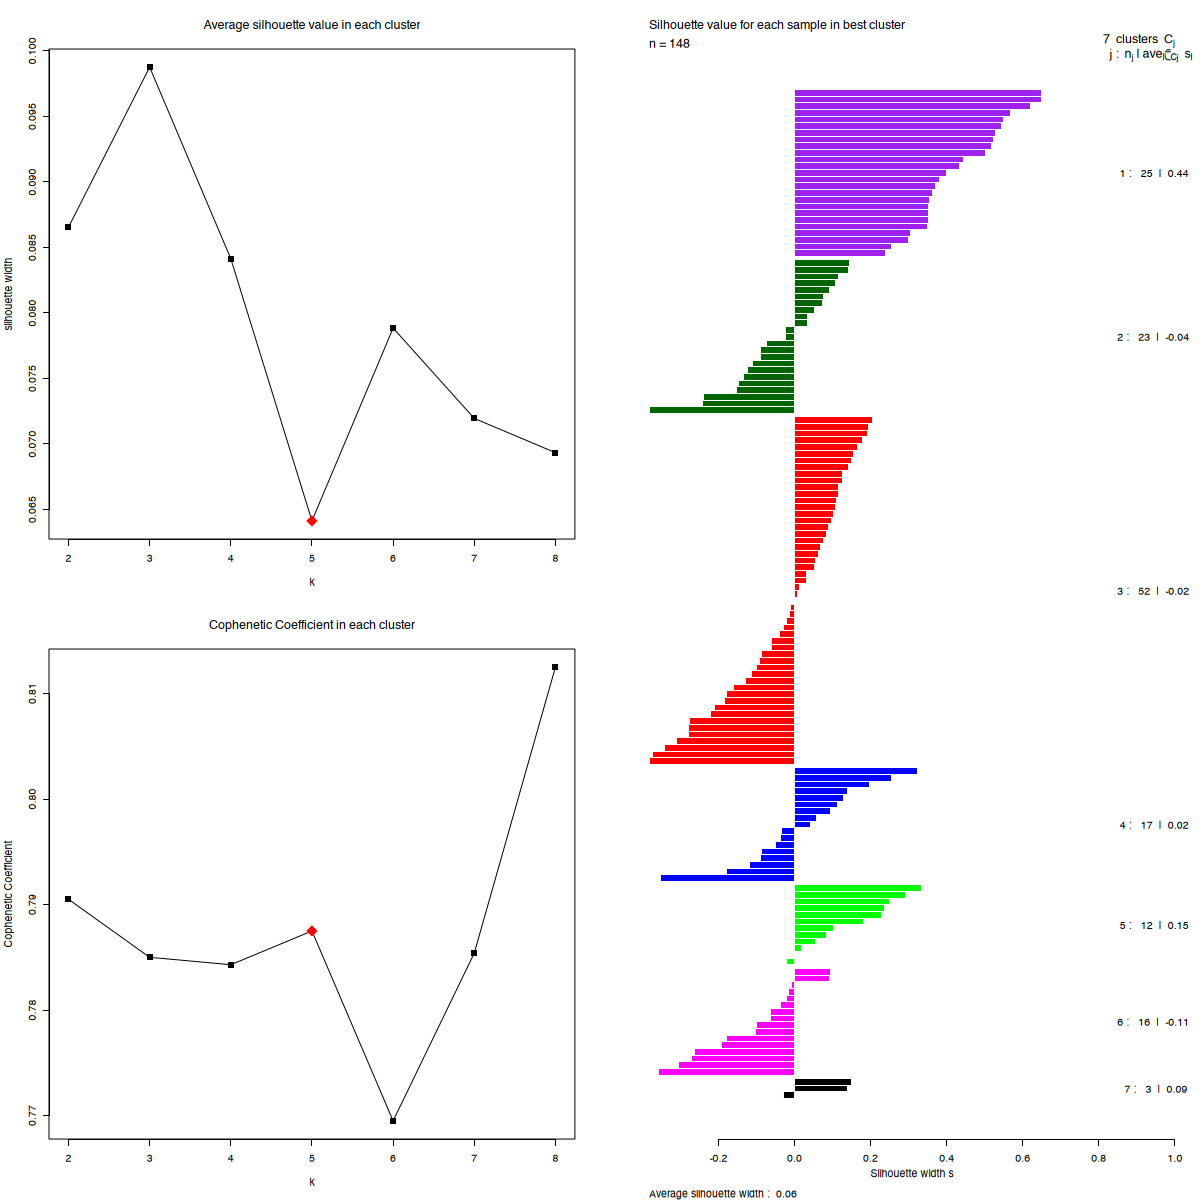 Average silhouette value in each cluster
silhouette width
0.100
0.095
0.090
0.085
0.080
0.075
0.070
0.065
2 3 4 5 6 7 8
k
Cophenetic Coefficient in each cluster
Cophenetic Coefficient
0.81
0.80
0.79
0.78
0.77
2 3 4 5 6 7 8
k
Silhouette value for each sample in best cluster
n = 148
7 clusters Cj
j : nj | avei∈Cj si
1 : 25 | 0.44
2 : 23 | -0.04
3 : 52 | -0.02
4 : 17 | 0.02
5 : 12 | 0.15
6 : 16 | -0.11
7 : 3 | 0.09
-0.2 0.0 0.2 0.4 0.6 0.8 1.0
Silhouette width s
Average silhouette width : 0.06